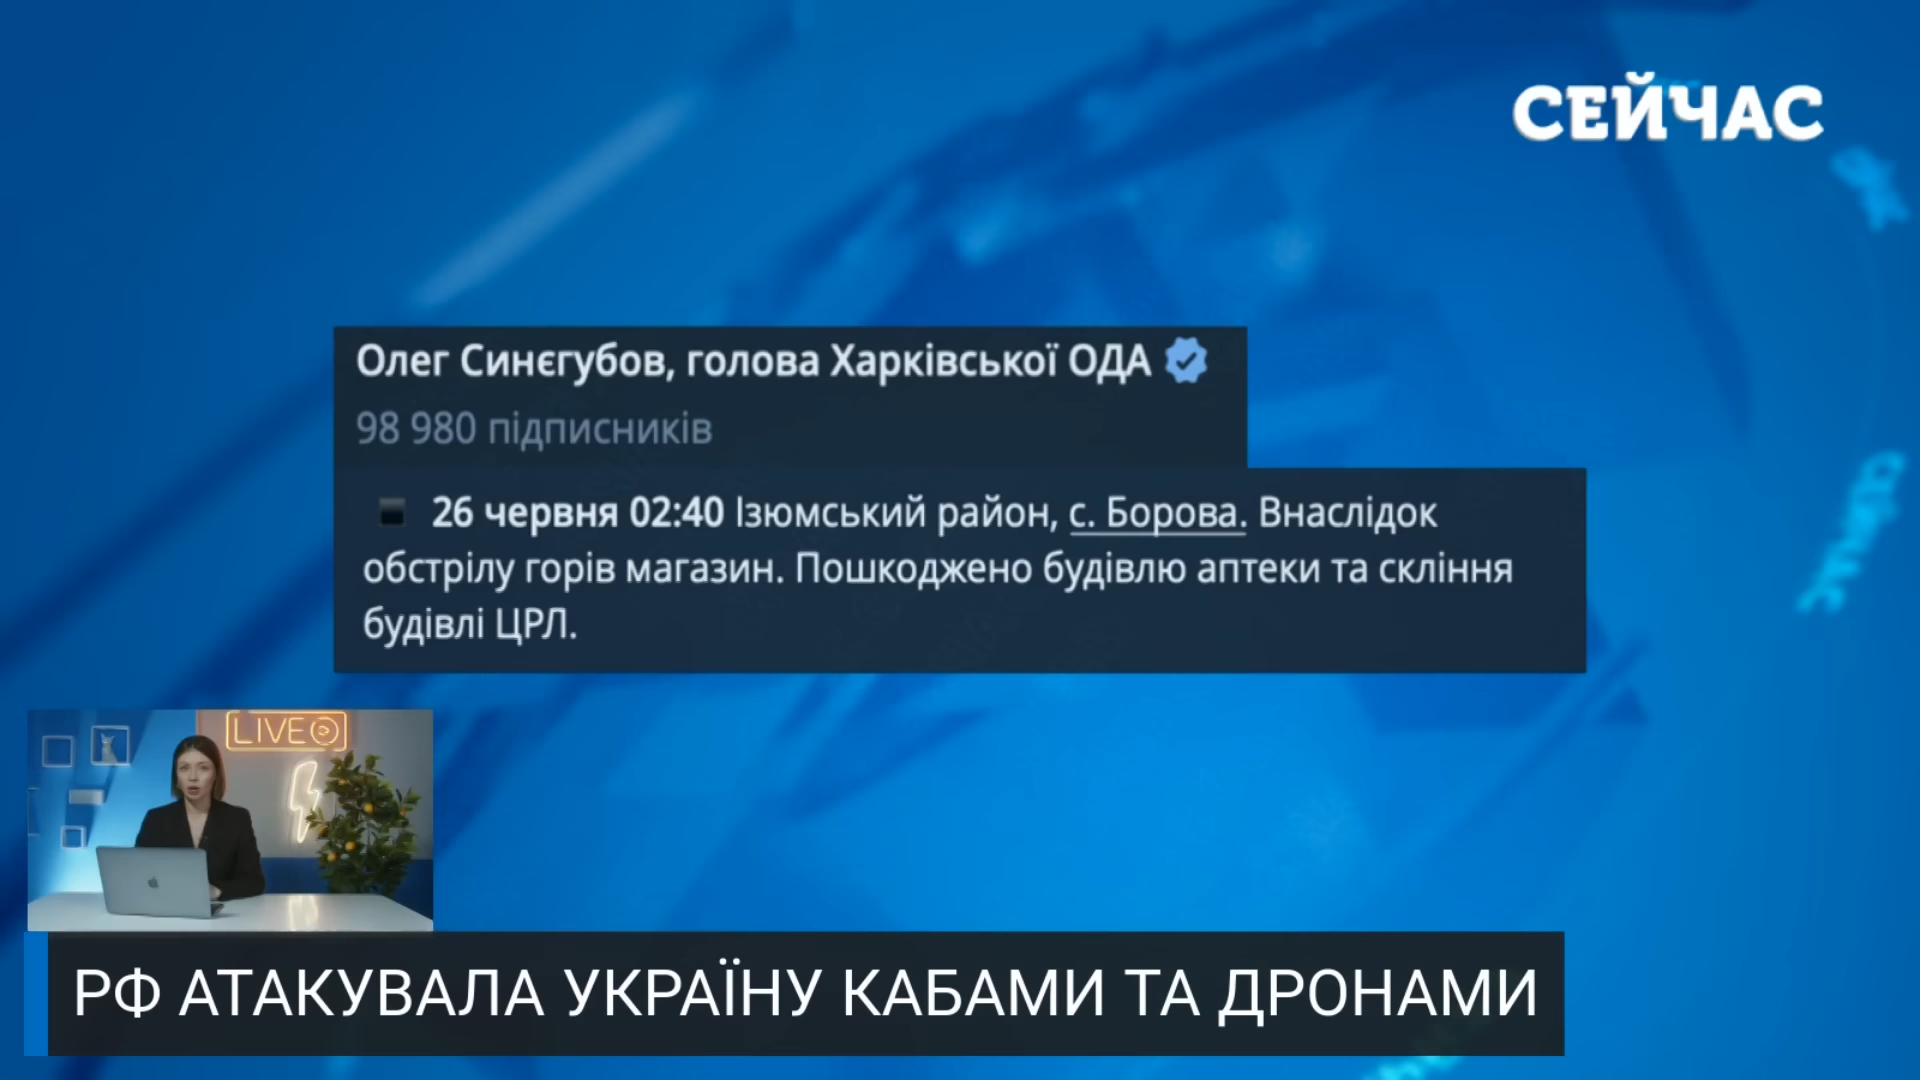 СЕЙЧАС
Олег Синєгубов, голова Харківської ОДА
98 980 підписників
26 червня 02:40 Ізюмський район, с. Борова. Внаслідок
обстрілу горів магазин. Пошкоджено будівлю аптеки та скління
будівлі ЦРЛ.
LIVE
РФ АТАКУВАЛА УКРАЇНУ КАБАМИ ТА ДРОНАМИ